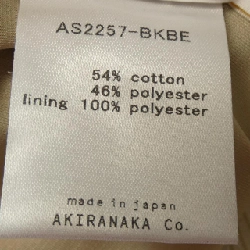 AS2257-BKBE
54% cotton
46% polyester
lining 100% polyester
made in japan
AKIRANAKA Co.